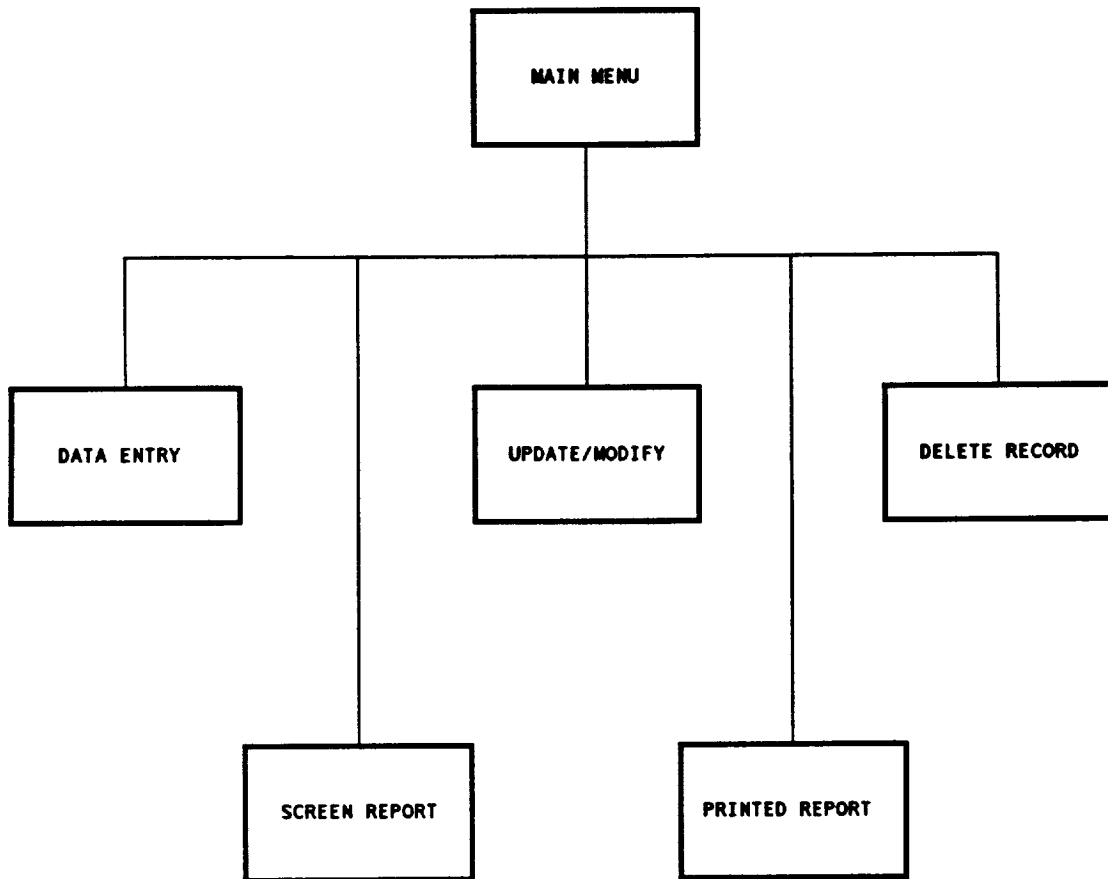 MAIN MENU
DATA ENTRY
UPDATE/MODIFY
DELETE RECORD
SCREEN REPORT
PRINTED REPORT